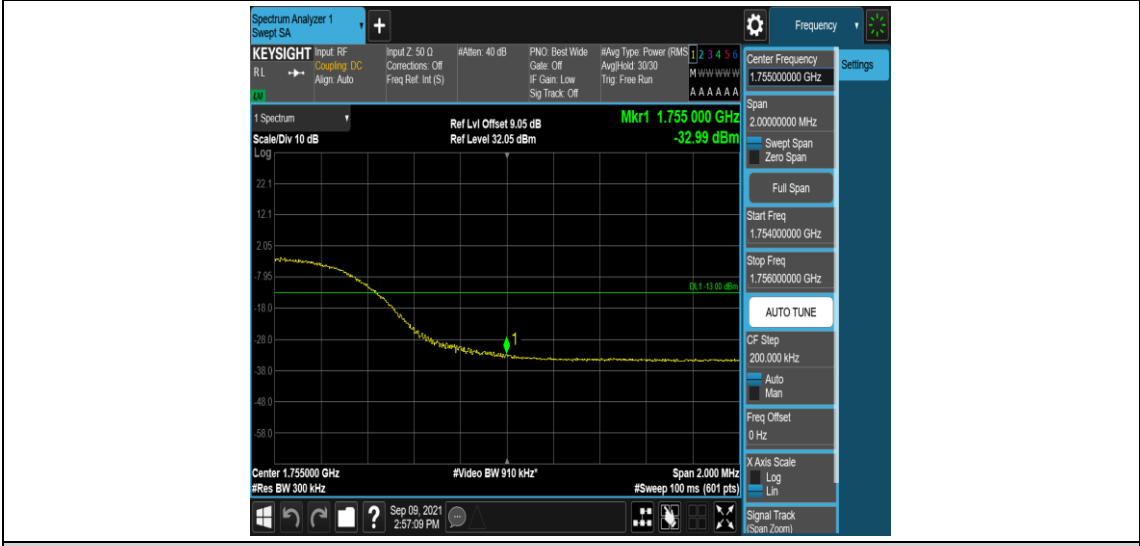 Spectrum Analyzer 1
Swept SA
+
Frequency
KEYSIGHT
RL
LM
Input: RF
Coupling: DC
Align: Auto
Input Z: 50 Ω
Corrections: Off
Freq Ref: Int (S)
#Atten: 40 dB
PNO: Best Wide
Gate: Off
IF Gain: Low
Sig Track: Off
#Avg Type: Power (RMS
Avg|Hold: 30/30
Trig: Free Run
1 2 3 4 5 6
M W W W W W
A A A A A A
Center Frequency
1.755000000 GHz
Settings
1 Spectrum
Scale/Div 10 dB
Log
Ref Lvl Offset 9.05 dB
Ref Level 32.05 dBm
Mkr1 1.755 000 GHz
-32.99 dBm
22.1
12.1
2.05
-7.95
-18.0
-28.0
-38.0
-48.0
-58.0
DL1 -13.00 dBm
1
Center 1.755000 GHz
#Res BW 300 kHz
#Video BW 910 kHz*
Span 2.000 MHz
#Sweep 100 ms (601 pts)
Span
2.00000000 MHz
Swept Span
Zero Span
Full Span
Start Freq
1.754000000 GHz
Stop Freq
1.756000000 GHz
AUTO TUNE
CF Step
200.000 kHz
Auto
Man
Freq Offset
0 Hz
X Axis Scale
Log
Lin
Signal Track
(Span Zoom)
?
Sep 09, 2021
2:57:09 PM